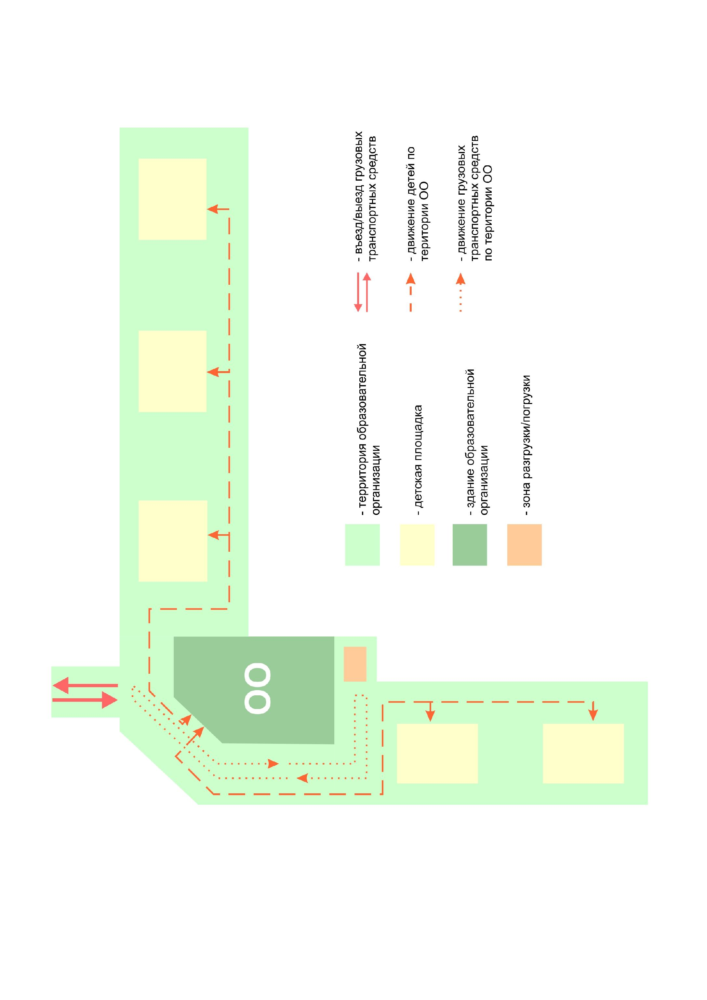 ОО
- территория образовательной
организации
- детская площадка
- здание образовательной
организации
- зона разгрузки/погрузки
- въезд/выезд грузовых
транспортных средств
- движение детей по
територии ОО
- движение грузовых
транспортных средств
по територии ОО